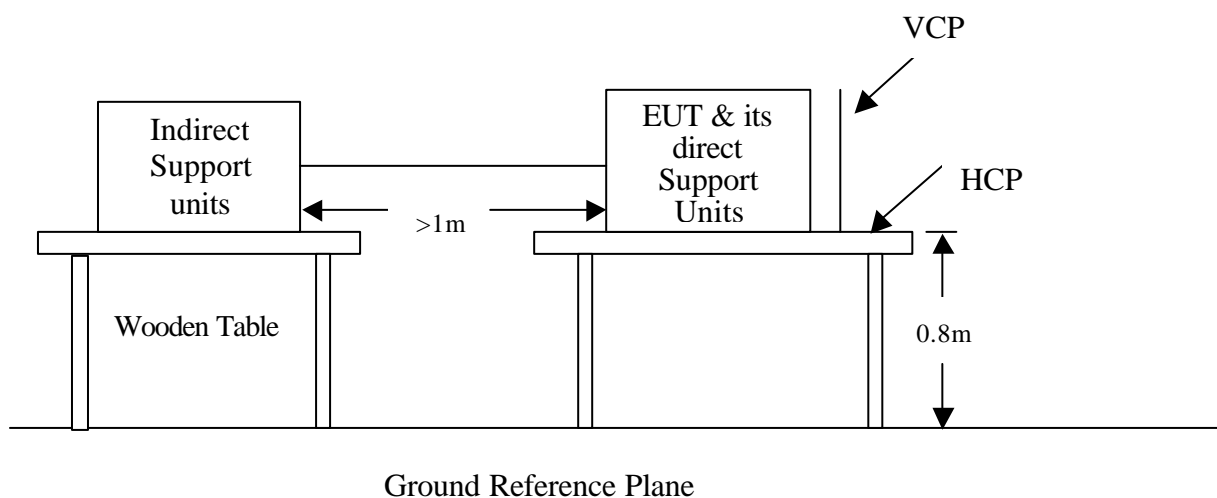 VCP
Indirect
Support
units
EUT & its
direct
Support
Units
HCP
>1m
Wooden Table
0.8m
Ground Reference Plane